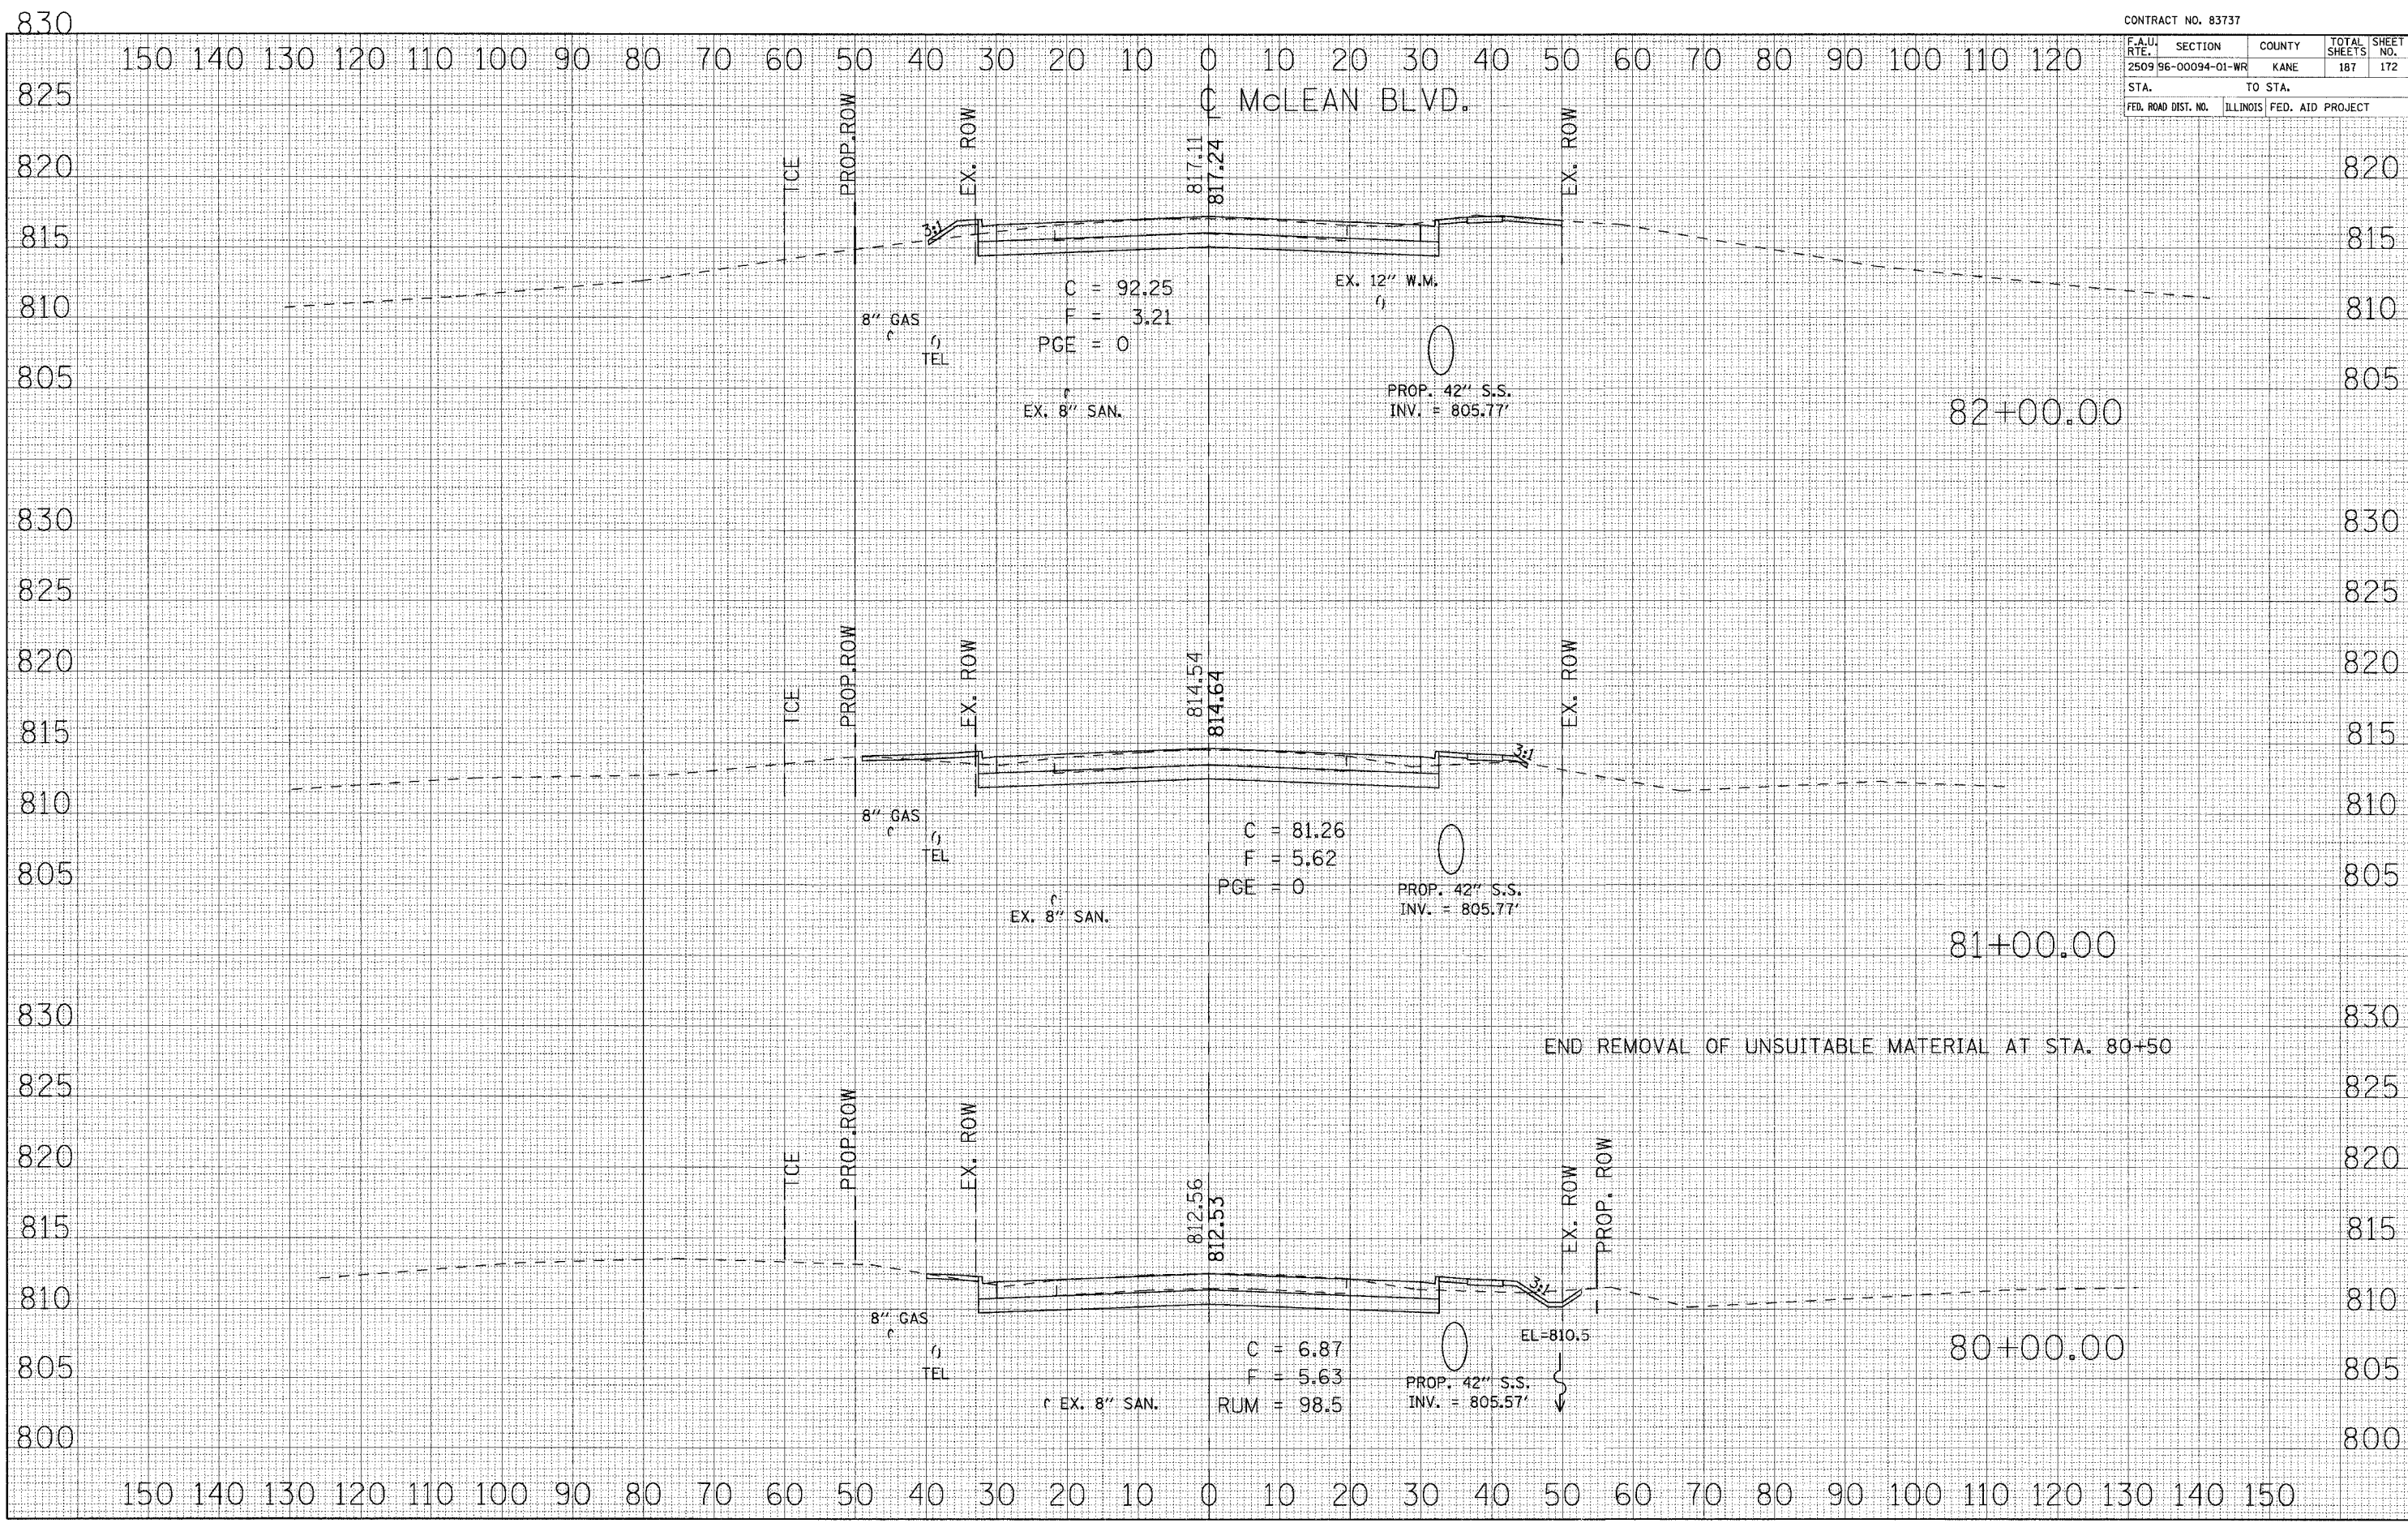 CONTRACT NO. 83737
F.A.U. RTE. SECTION COUNTY TOTAL SHEETS SHEET NO.
2509 96-00094-01-WR KANE 187 172
STA. TO STA.
FED. ROAD DIST. NO. ILLINOIS FED. AID PROJECT
830
150 140 130 120 110 100 90 80 70 60 50 40 30 20 10 0 10 20 30 40 50 60 70 80 90 100 110 120
825
C McLEAN BLVD.
820 820
TCE
PROP.ROW
EX. ROW
817.11
817.24
EX. ROW
815 815
3:1
810 810
8" GAS
TEL
C = 92.25
F = 3.21
PGE = 0
EX. 12" W.M.
805 805
EX. 8" SAN.
PROP. 42" S.S.
INV. = 805.77'
82+00.00
830 830
825 825
820 820
TCE
PROP.ROW
EX. ROW
814.54
814.64
EX. ROW
815 815
3:1
810 810
8" GAS
TEL
C = 81.26
F = 5.62
PGE = 0
805 805
EX. 8" SAN.
PROP. 42" S.S.
INV. = 805.77'
81+00.00
830 830
END REMOVAL OF UNSUITABLE MATERIAL AT STA. 80+50
825 825
820 820
TCE
PROP.ROW
EX. ROW
812.56
812.53
EX. ROW
PROP. ROW
815 815
3:1
810 810
8" GAS
TEL
EL=810.5
C = 6.87
F = 5.63
RUM = 98.5
80+00.00
805 805
EX. 8" SAN.
PROP. 42" S.S.
INV. = 805.57'
800 800
150 140 130 120 110 100 90 80 70 60 50 40 30 20 10 0 10 20 30 40 50 60 70 80 90 100 110 120 130 140 150